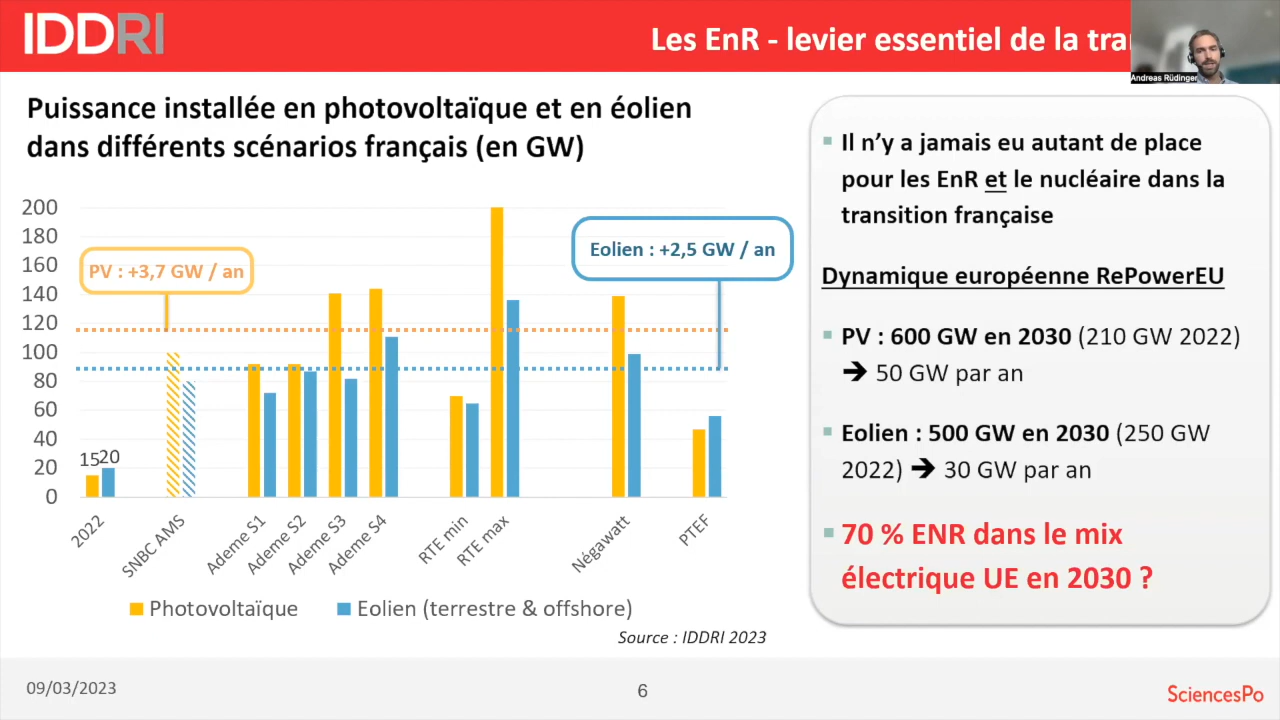 IDDRI
Les EnR - levier essentiel de la
Andreas Rüdinger
Puissance installée en photovoltaïque et en éolien
dans différents scénarios français (en GW)
200
180
160
140
120
100
80
60
40
20
0
PV : +3,7 GW / an
Eolien : +2,5 GW / an
15
20
2022
SNBC AMS
Ademe S1
Ademe S2
Ademe S3
Ademe S4
RTE min
RTE max
Négawatt
PTEF
Photovoltaïque
Eolien (terrestre & offshore)
Source : IDDRI 2023
Il n’y a jamais eu autant de place
pour les EnR et le nucléaire dans la
transition française
Dynamique européenne RePowerEU
PV : 600 GW en 2030 (210 GW 2022)
➔ 50 GW par an
Eolien : 500 GW en 2030 (250 GW
2022) ➔ 30 GW par an
70 % ENR dans le mix
électrique UE en 2030 ?
09/03/2023
6
SciencesPo